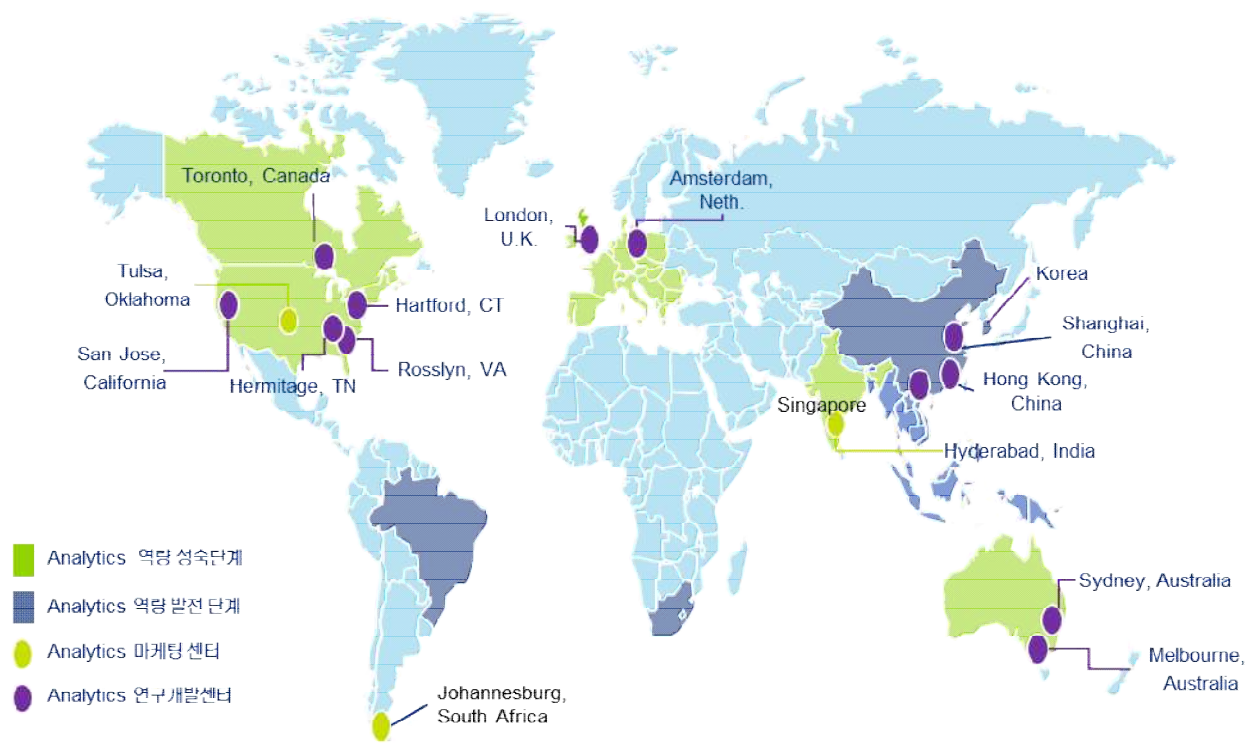 Toronto, Canada
Amsterdam,
Neth.
London,
U.K.
Tulsa,
Oklahoma
Korea
Hartford, CT
Shanghai,
China
San Jose,
California
Hermitage, TN
Rosslyn, VA
Hong Kong,
China
Singapore
Hyderabad, India
Analytics 역량 성숙단계
Analytics 역량 발전 단계
Analytics 마케팅 센터
Analytics 연구개발센터
Sydney, Australia
Melbourne,
Australia
Johannesburg,
South Africa